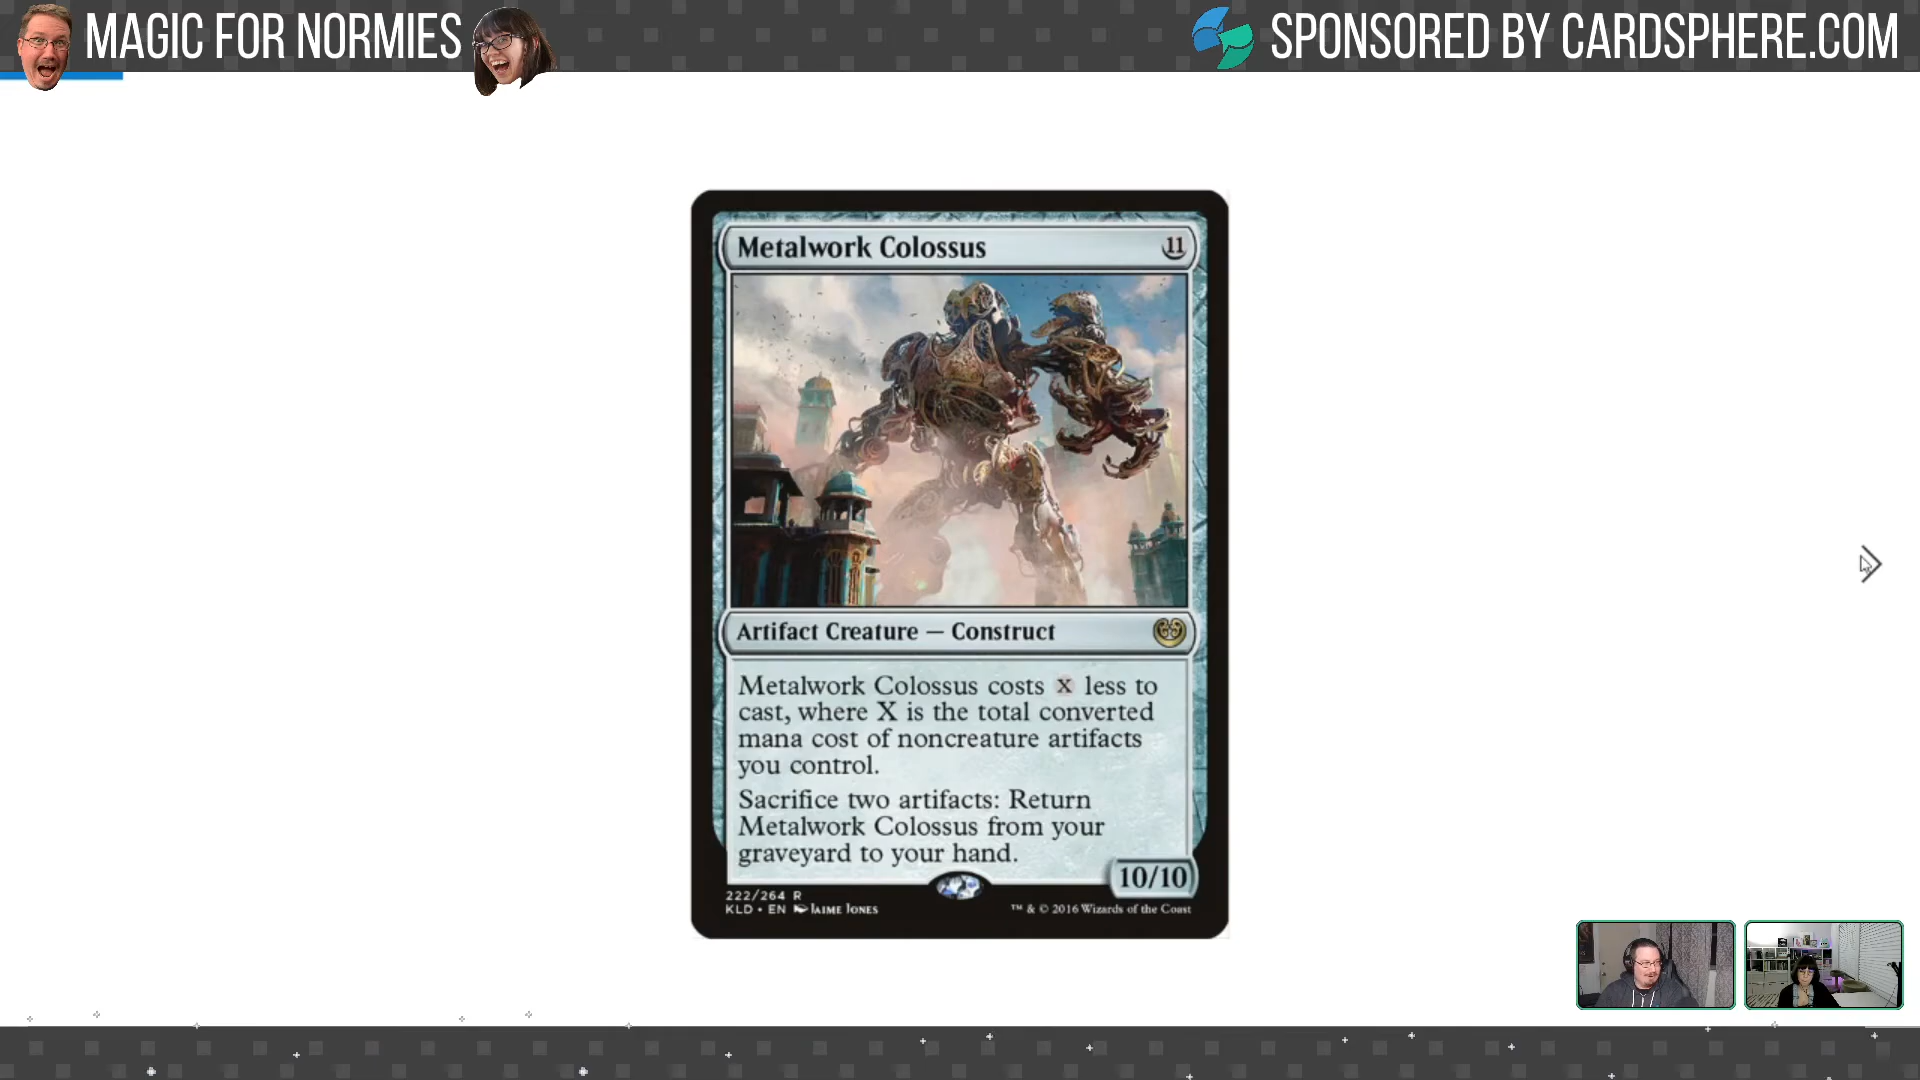 MAGIC FOR NORMIES
SPONSORED BY CARDSPHERE.COM
Metalwork Colossus 11
Artifact Creature — Construct
Metalwork Colossus costs X less to
cast, where X is the total converted
mana cost of noncreature artifacts
you control.
Sacrifice two artifacts: Return
Metalwork Colossus from your
graveyard to your hand.
10/10
222/264 R
KLD • EN Jaime Jones
™ & © 2016 Wizards of the Coast